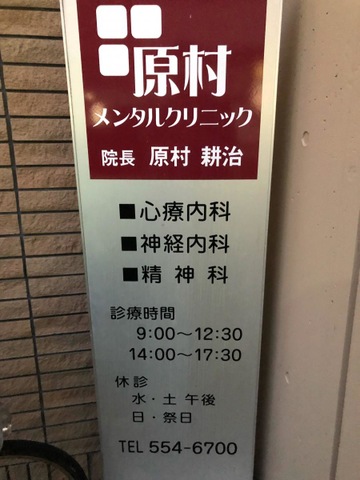 原村
メンタルクリニック
院長 原村 耕治
■心療内科
■神経内科
■精神科
診療時間
9:00～12:30
14:00～17:30
休診
水・土 午後
日・祭日
TEL 554-6700